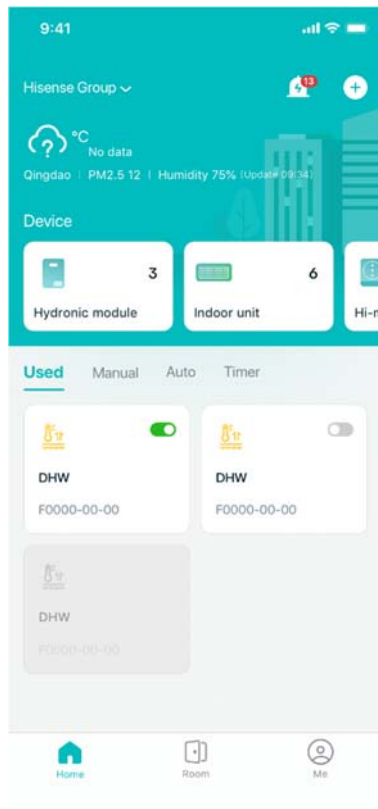 9:41
Hisense Group
13
°C
No data
Qingdao | PM2.5 12 | Humidity 75% (Update 09:34)
Device
3
6
Hydronic module
Indoor unit
Hi-
Used Manual Auto Timer
DHW
DHW
F0000-00-00
F0000-00-00
DHW
F0000-00-00
Home Room Me